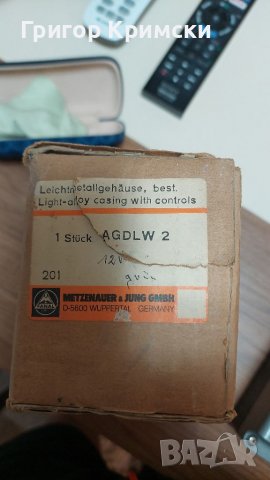 Григор Кримски
Leichtmetallgehäuse, best.
Light-alloy casing with controls
1 Stück AGDLW 2
201
METZENAUER & JUNG GMBH
D-5600 WUPPERTAL GERMANY
BAZAR